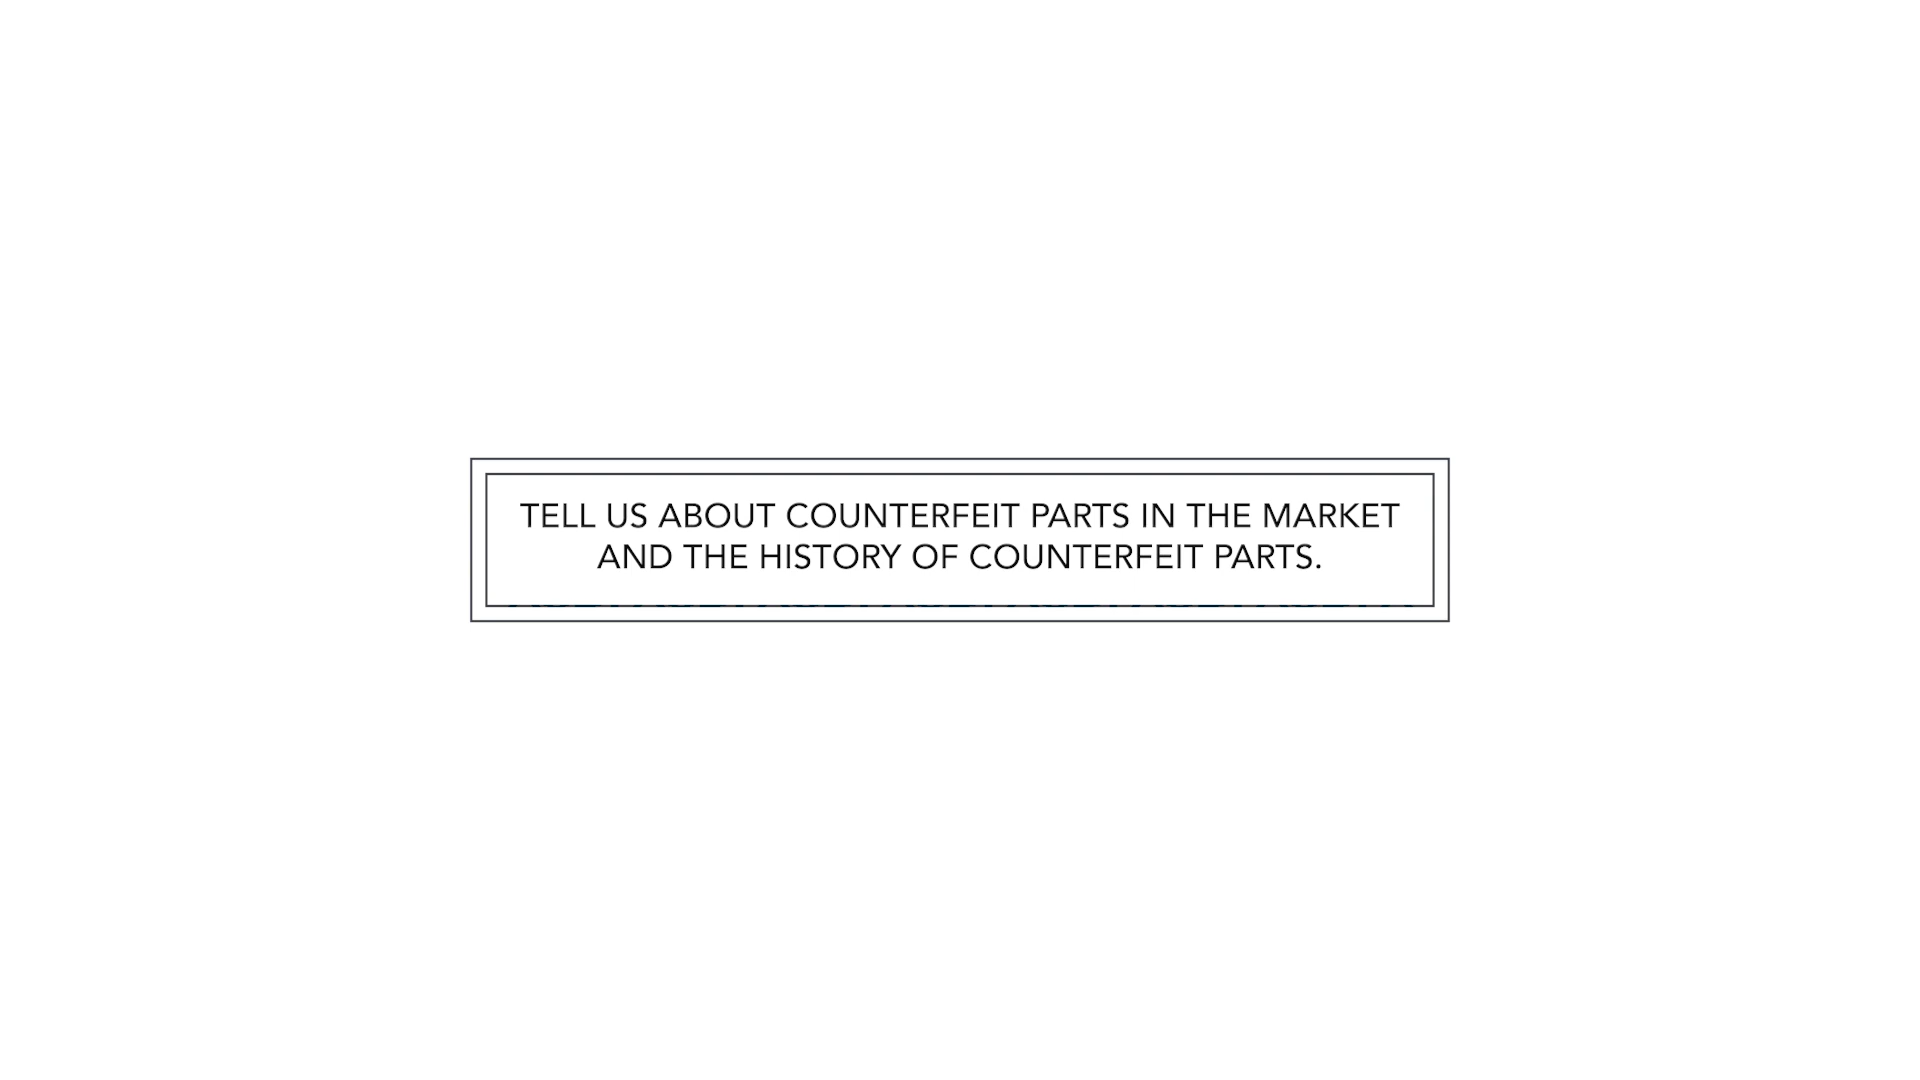 TELL US ABOUT COUNTERFEIT PARTS IN THE MARKET
AND THE HISTORY OF COUNTERFEIT PARTS.